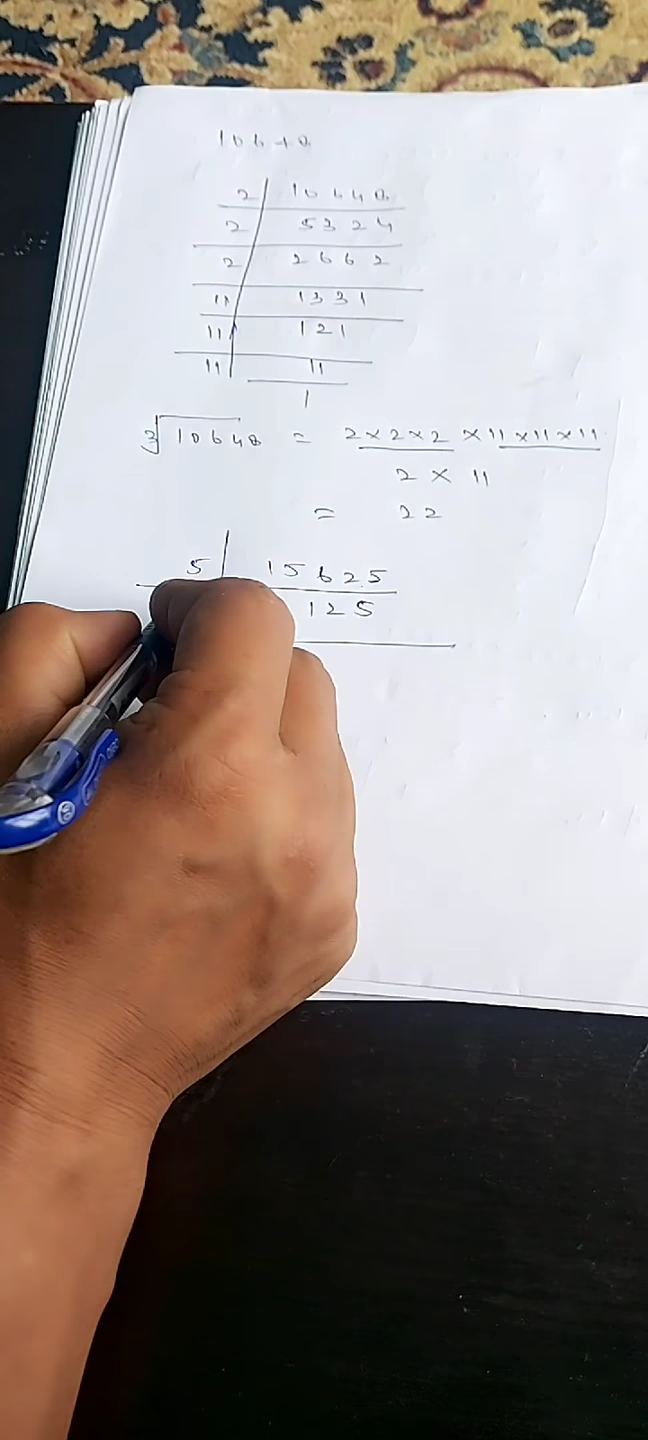 10648
2 | 10648
2 | 5324
2 | 2662
11 | 1331
11 | 121
11 | 11
1
∛10648 = 2×2×2 ×11×11×11
2 × 11
= 22
5 | 15625
125